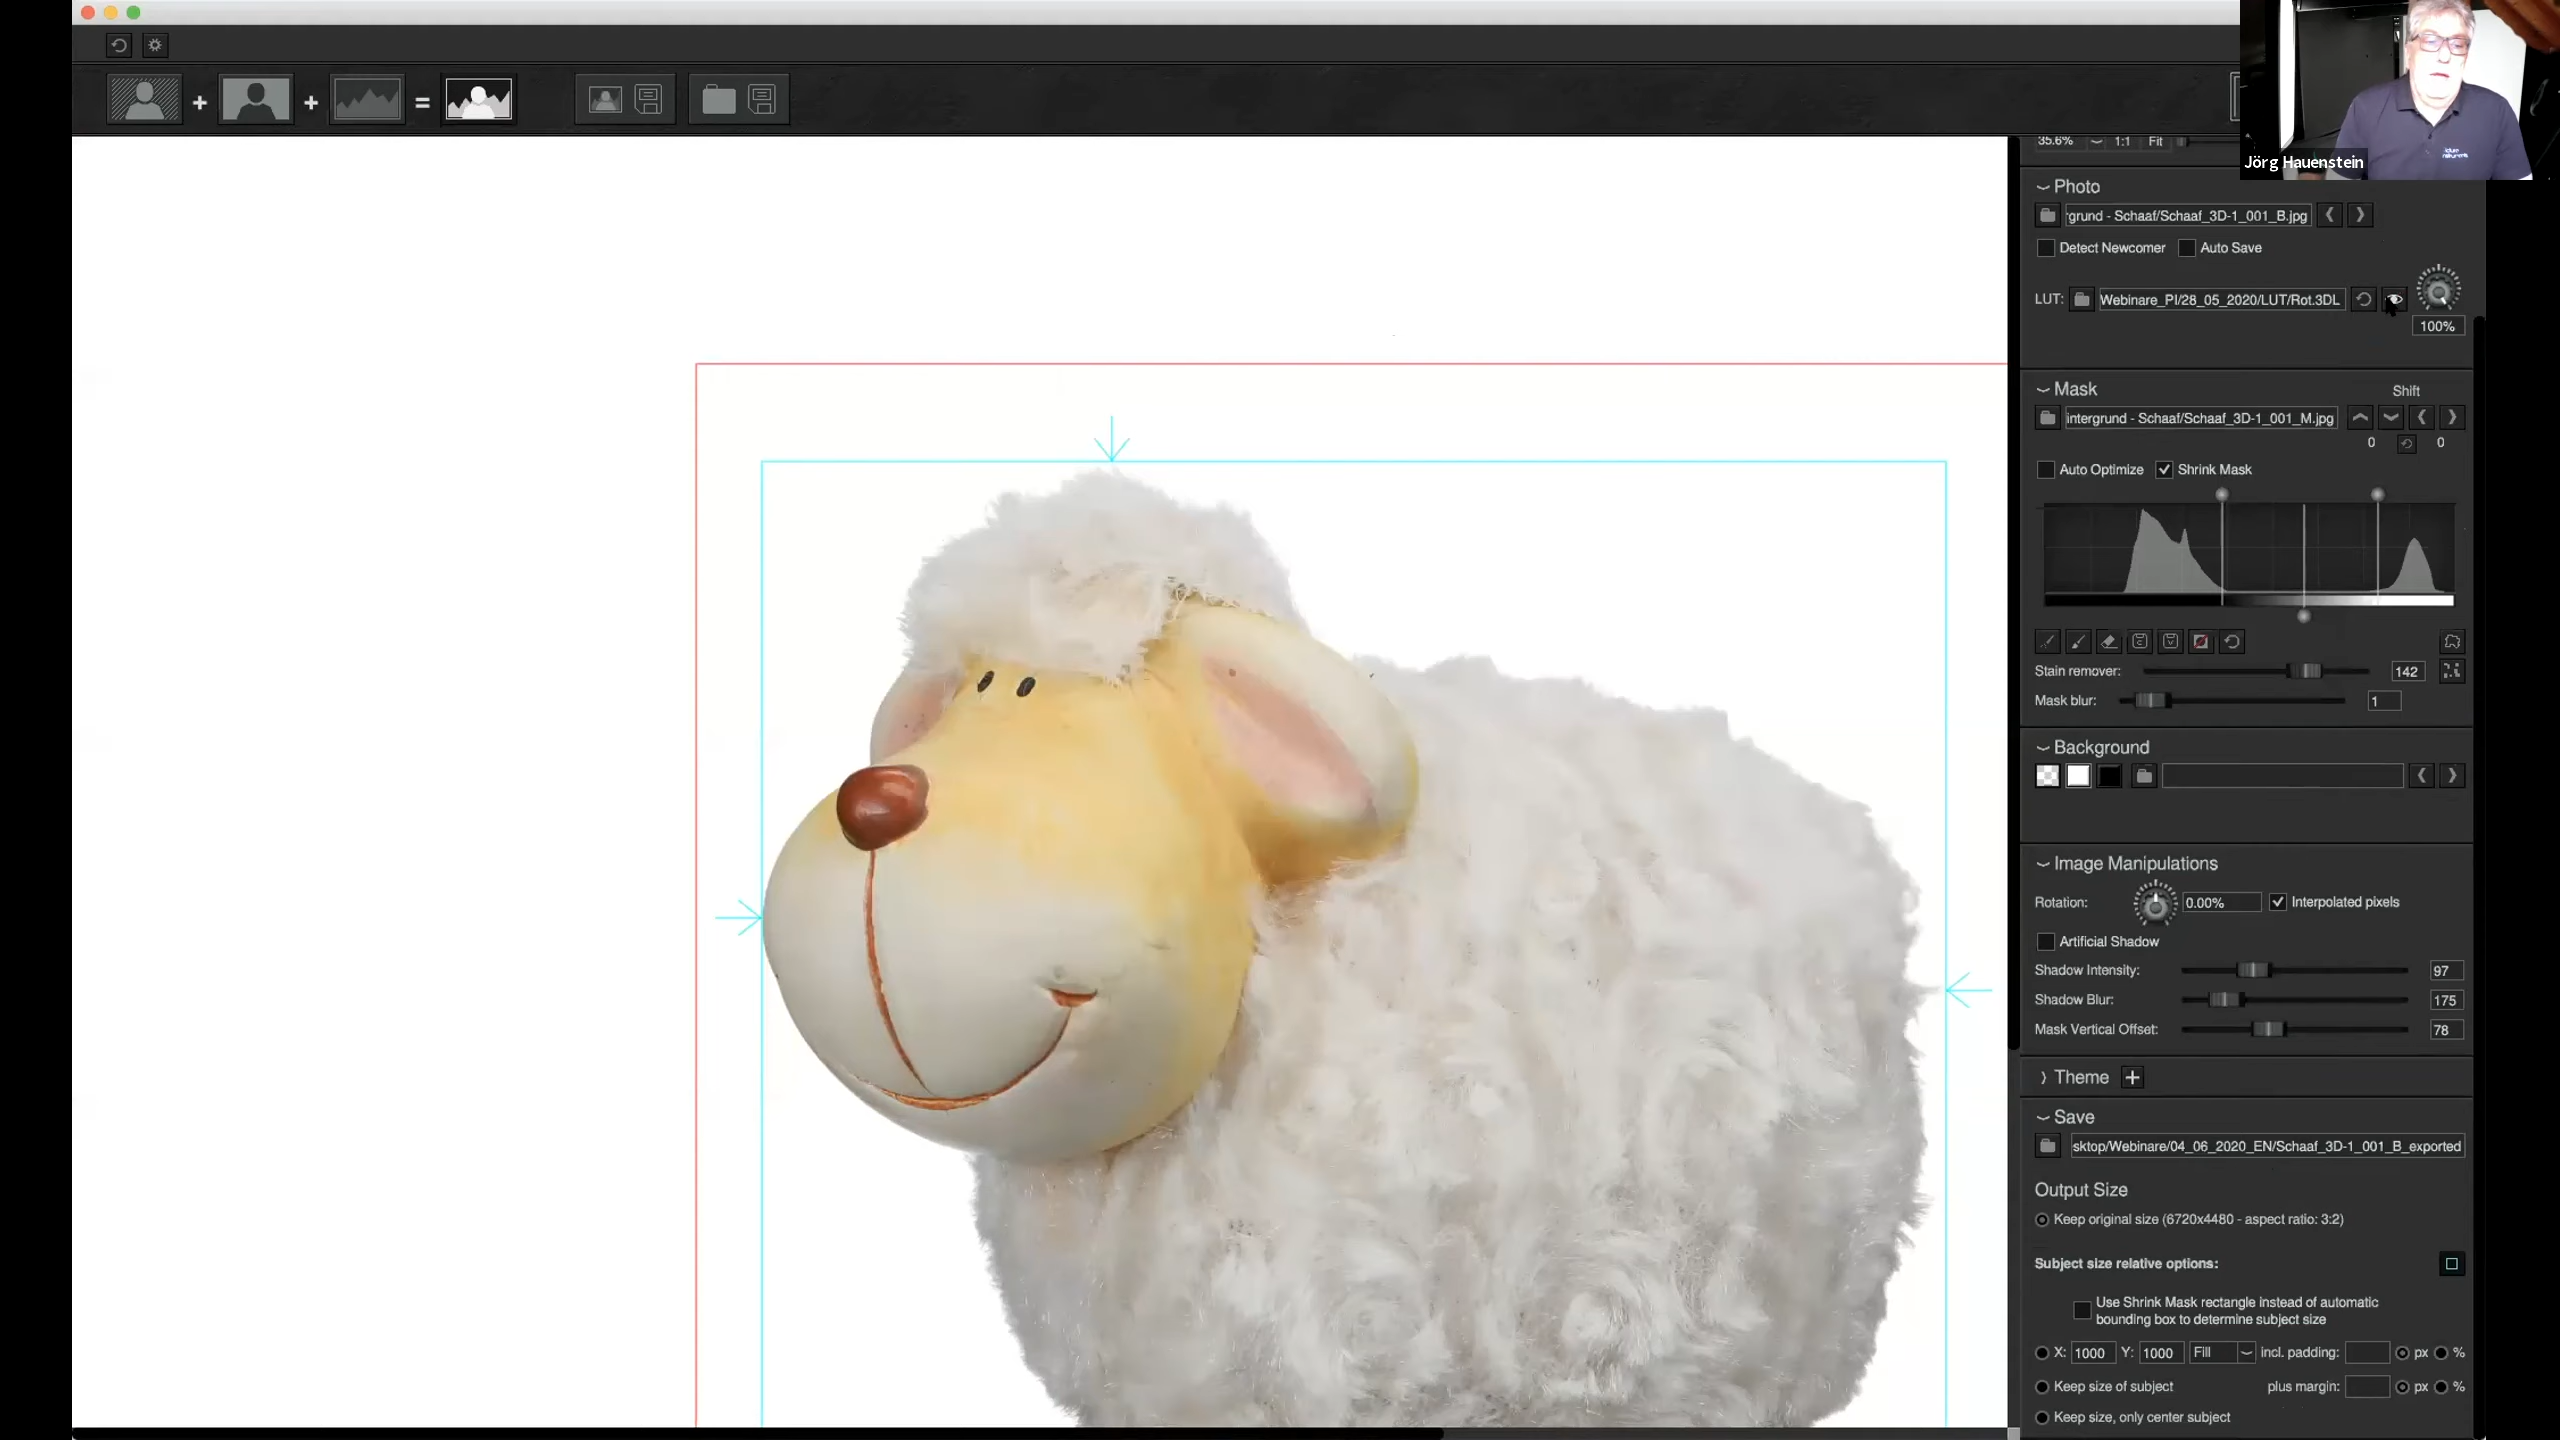 Jörg Hauenstein
35.6% 1:1 Fit
Photo
rgrund - Schaaf/Schaaf_3D-1_001_B.jpg
Detect Newcomer Auto Save
LUT: Webinare_PI/28_05_2020/LUT/Rot.3DL
100%
Mask Shift
intergrund - Schaaf/Schaaf_3D-1_001_M.jpg
0 0
Auto Optimize Shrink Mask
Stain remover: 142
Mask blur: 1
Background
Image Manipulations
Rotation: 0.00% Interpolated pixels
Artificial Shadow
Shadow Intensity: 97
Shadow Blur: 175
Mask Vertical Offset: 78
Theme +
Save
sktop/Webinare/04_06_2020_EN/Schaaf_3D-1_001_B_exported
Output Size
Keep original size (6720x4480 - aspect ratio: 3:2)
Subject size relative options:
Use Shrink Mask rectangle instead of automatic
bounding box to determine subject size
X: 1000 Y: 1000 Fill incl. padding: px %
Keep size of subject plus margin: px %
Keep size, only center subject